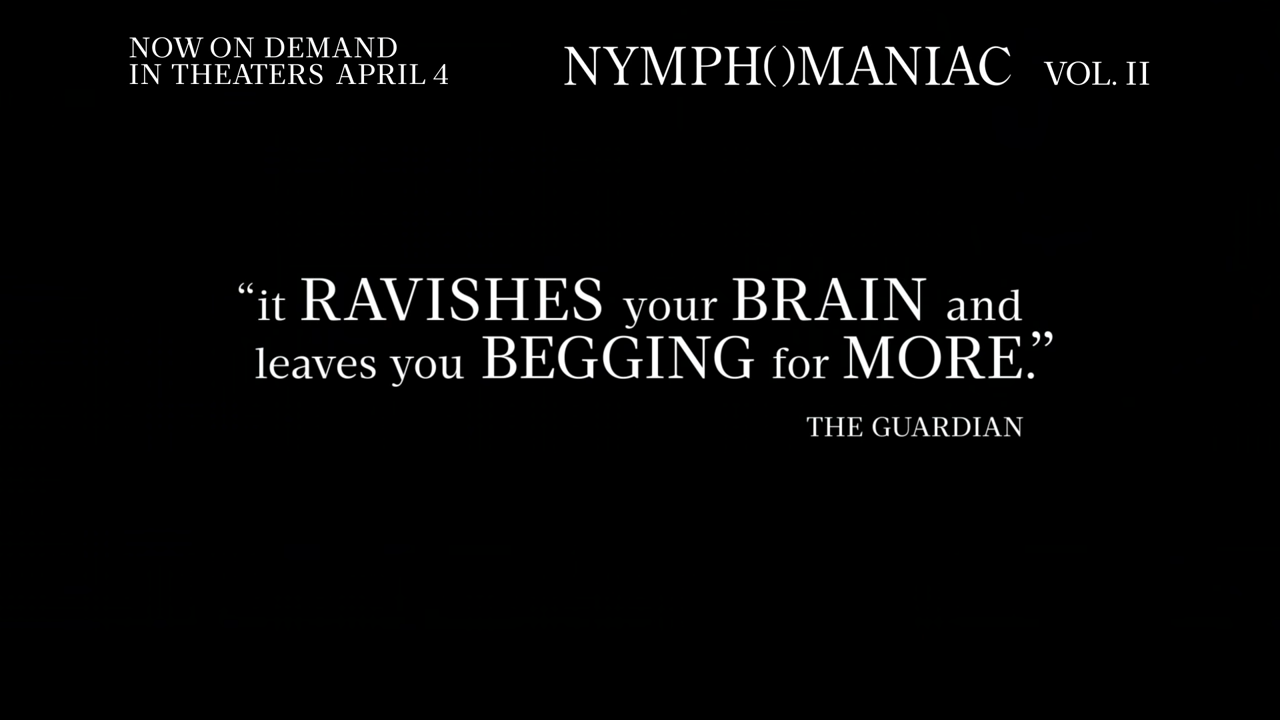 NOW ON DEMAND
IN THEATERS APRIL 4
NYMPH()MANIAC VOL. II
“it RAVISHES your BRAIN and
leaves you BEGGING for MORE.”
THE GUARDIAN